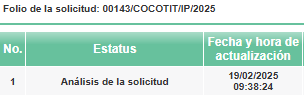 Folio de la solicitud: 00143/COCOTIT/IP/2025
No. Estatus Fecha y hora de actualización
1 Análisis de la solicitud 19/02/2025 09:38:24